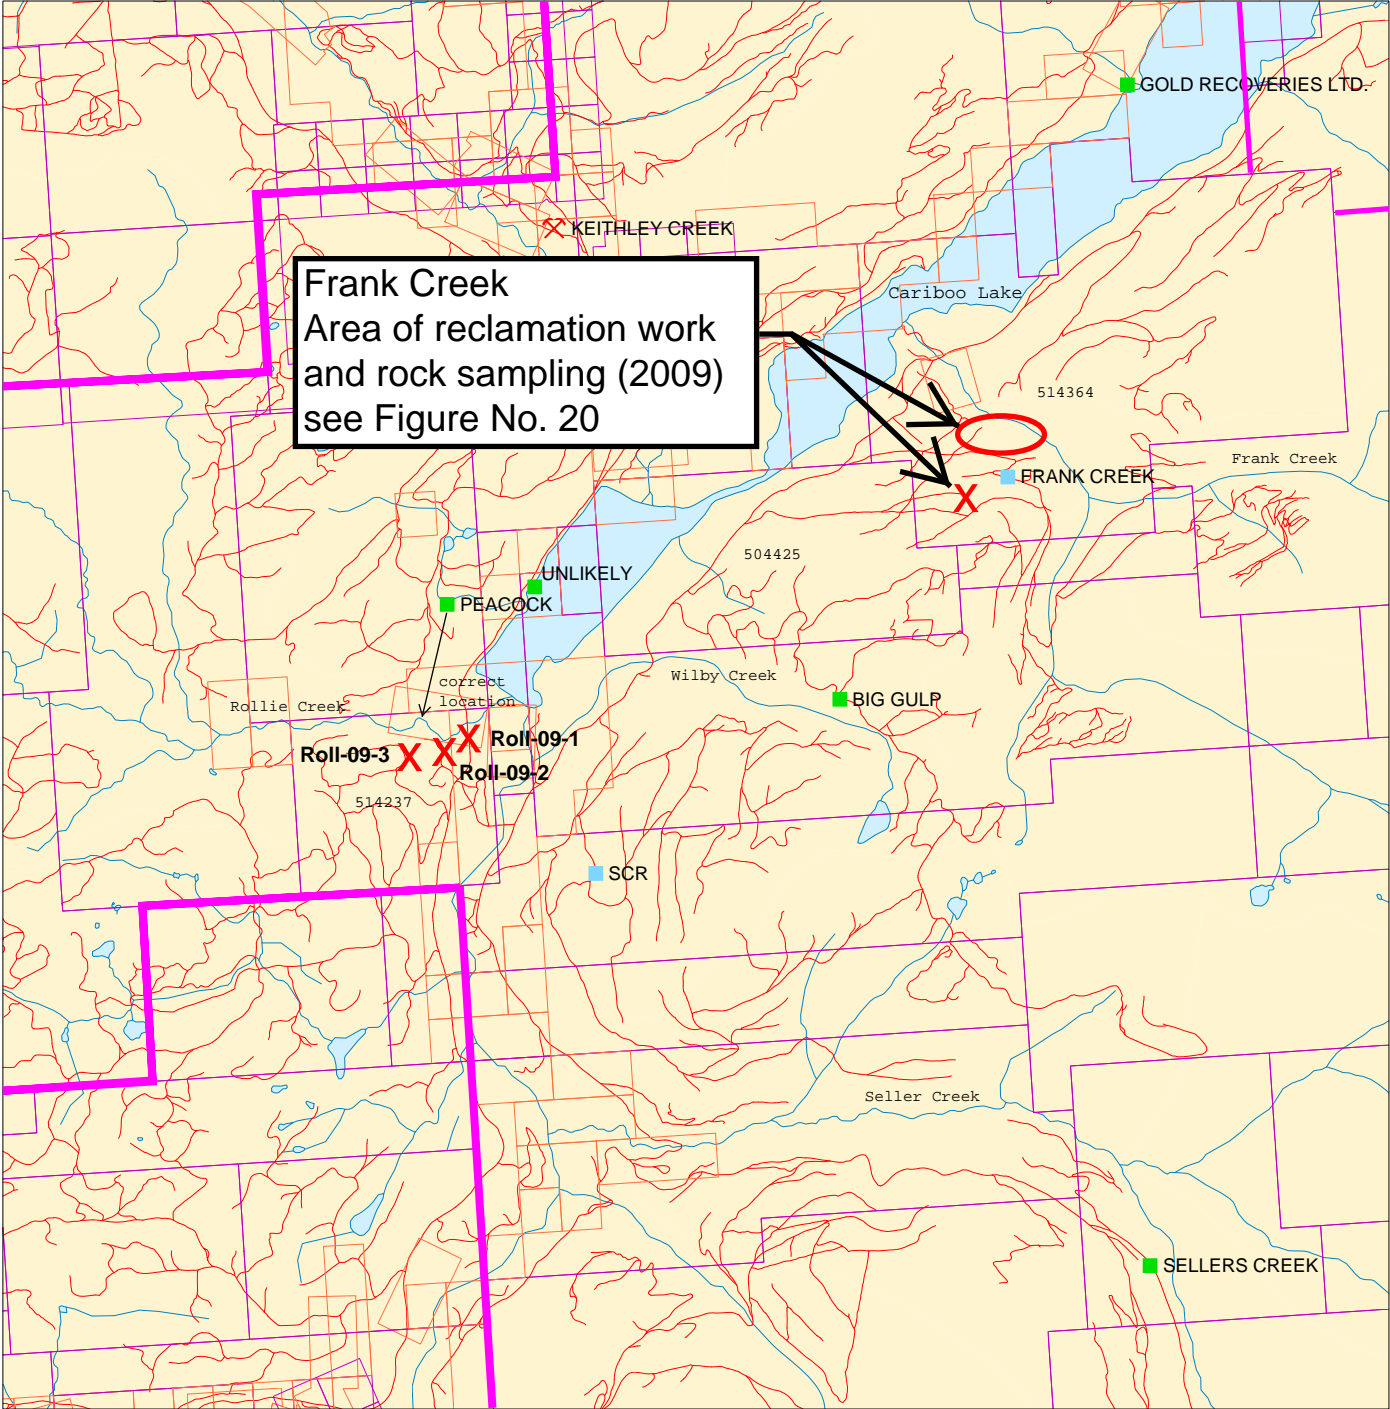 GOLD RECOVERIES LTD.
KEITHLEY CREEK
Frank Creek
Area of reclamation work
and rock sampling (2009)
see Figure No. 20
Cariboo Lake
514364
Frank Creek
FRANK CREEK
X
504425
UNLIKELY
PEACOCK
Wilby Creek
correct
location
Rollie Creek
BIG GULP
X Roll-09-1
Roll-09-3 X X
Roll-09-2
514237
SCR
Seller Creek
SELLERS CREEK